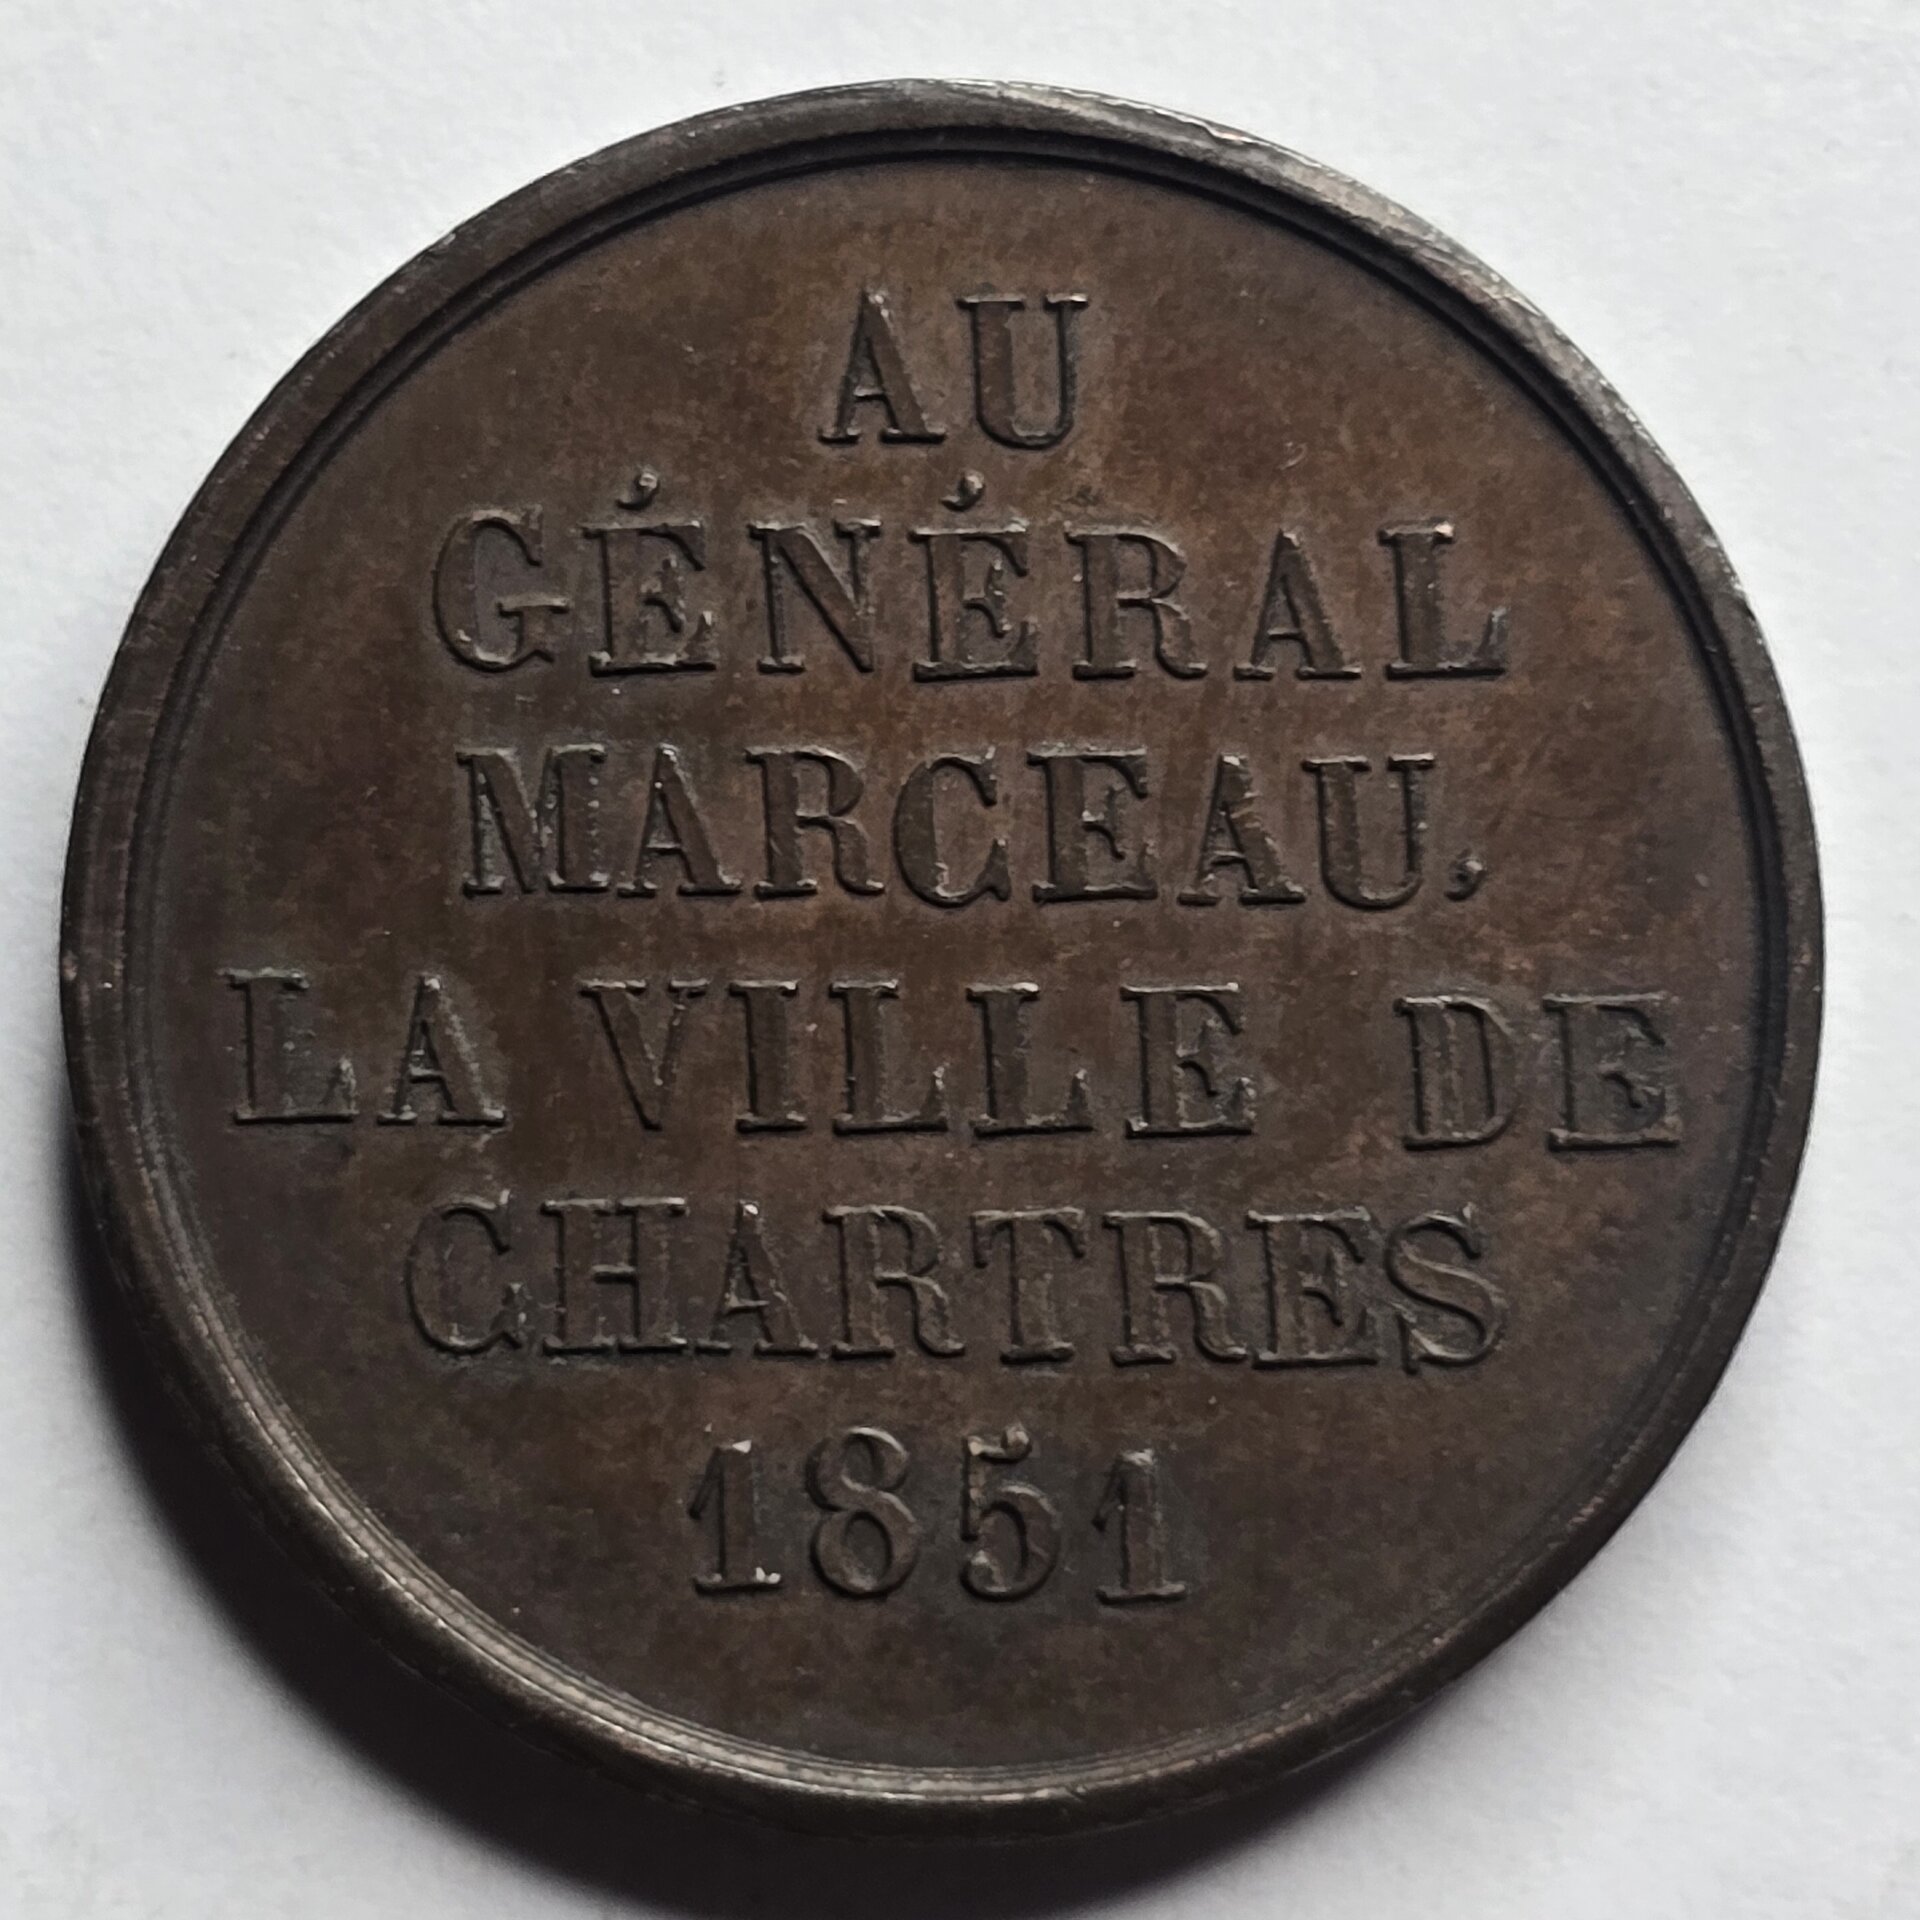 AU
GÉNÉRAL
MARCEAU,
LA VILLE DE
CHARTRES
1851